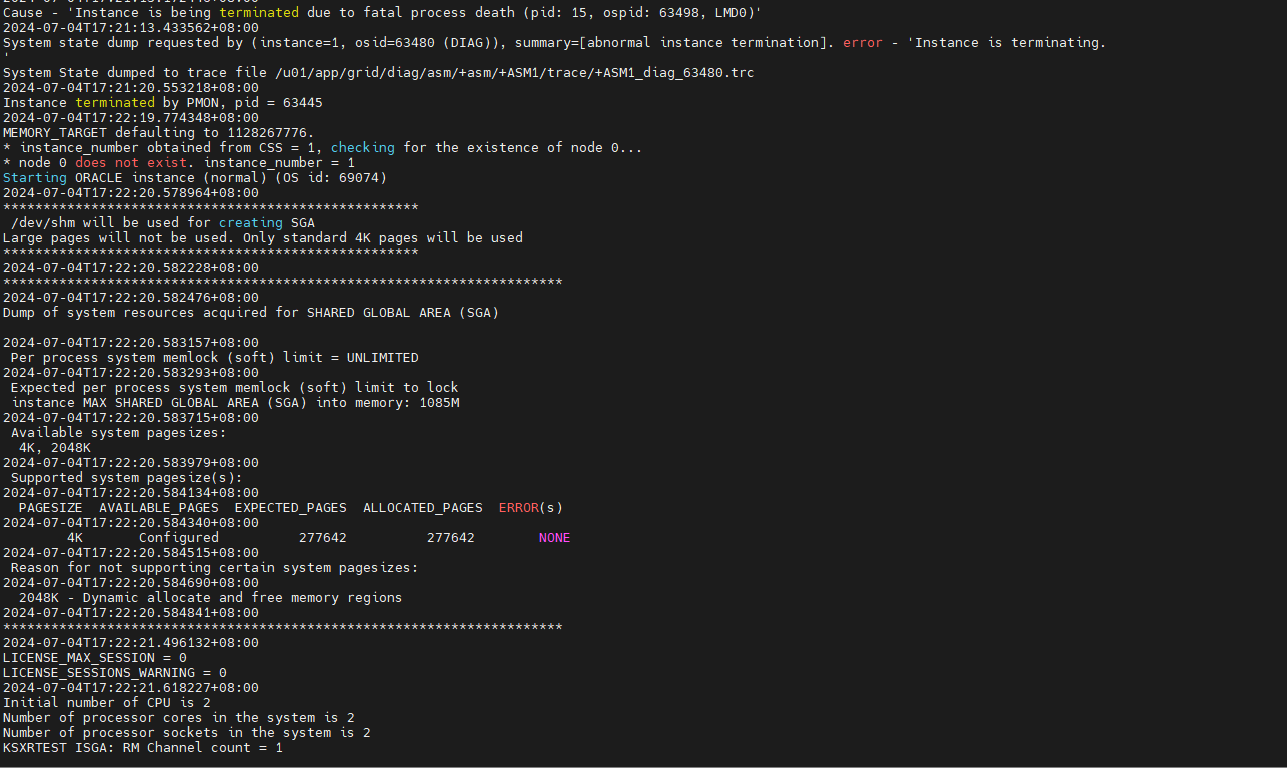 Cause - 'Instance is being terminated due to fatal process death (pid: 15, ospid: 63498, LMD0)'
2024-07-04T17:21:13.433562+08:00
System state dump requested by (instance=1, osid=63480 (DIAG)), summary=[abnormal instance termination]. error - 'Instance is terminating.
'
System State dumped to trace file /u01/app/grid/diag/asm/+asm/+ASM1/trace/+ASM1_diag_63480.trc
2024-07-04T17:21:20.553218+08:00
Instance terminated by PMON, pid = 63445
2024-07-04T17:22:19.774348+08:00
MEMORY_TARGET defaulting to 1128267776.
* instance_number obtained from CSS = 1, checking for the existence of node 0...
* node 0 does not exist. instance_number = 1
Starting ORACLE instance (normal) (OS id: 69074)
2024-07-04T17:22:20.578964+08:00
****************************************************
 /dev/shm will be used for creating SGA
Large pages will not be used. Only standard 4K pages will be used
****************************************************
2024-07-04T17:22:20.582228+08:00
**********************************************************************
2024-07-04T17:22:20.582476+08:00
Dump of system resources acquired for SHARED GLOBAL AREA (SGA)
2024-07-04T17:22:20.583157+08:00
 Per process system memlock (soft) limit = UNLIMITED
2024-07-04T17:22:20.583293+08:00
 Expected per process system memlock (soft) limit to lock
 instance MAX SHARED GLOBAL AREA (SGA) into memory: 1085M
2024-07-04T17:22:20.583715+08:00
 Available system pagesizes:
  4K, 2048K
2024-07-04T17:22:20.583979+08:00
 Supported system pagesize(s):
2024-07-04T17:22:20.584134+08:00
  PAGESIZE  AVAILABLE_PAGES  EXPECTED_PAGES  ALLOCATED_PAGES  ERROR(s)
2024-07-04T17:22:20.584340+08:00
        4K       Configured          277642          277642        NONE
2024-07-04T17:22:20.584515+08:00
 Reason for not supporting certain system pagesizes:
2024-07-04T17:22:20.584690+08:00
  2048K - Dynamic allocate and free memory regions
2024-07-04T17:22:20.584841+08:00
**********************************************************************
2024-07-04T17:22:21.496132+08:00
LICENSE_MAX_SESSION = 0
LICENSE_SESSIONS_WARNING = 0
2024-07-04T17:22:21.618227+08:00
Initial number of CPU is 2
Number of processor cores in the system is 2
Number of processor sockets in the system is 2
KSXRTEST ISGA: RM Channel count = 1